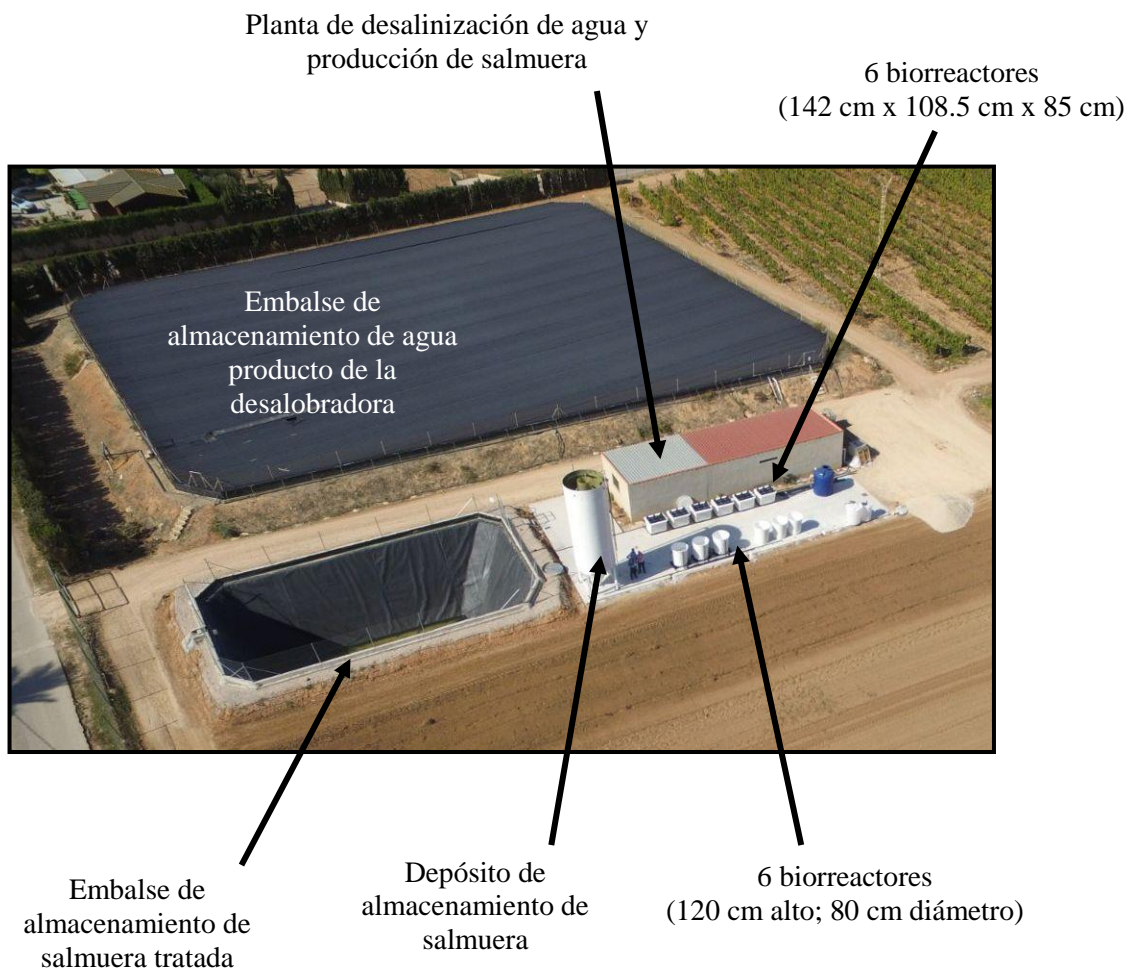 Planta de desalinización de agua y
producción de salmuera
6 biorreactores
(142 cm x 108.5 cm x 85 cm)
Embalse de
almacenamiento de agua
producto de la
desalobradora
Embalse de
almacenamiento de
salmuera tratada
Depósito de
almacenamiento de
salmuera
6 biorreactores
(120 cm alto; 80 cm diámetro)